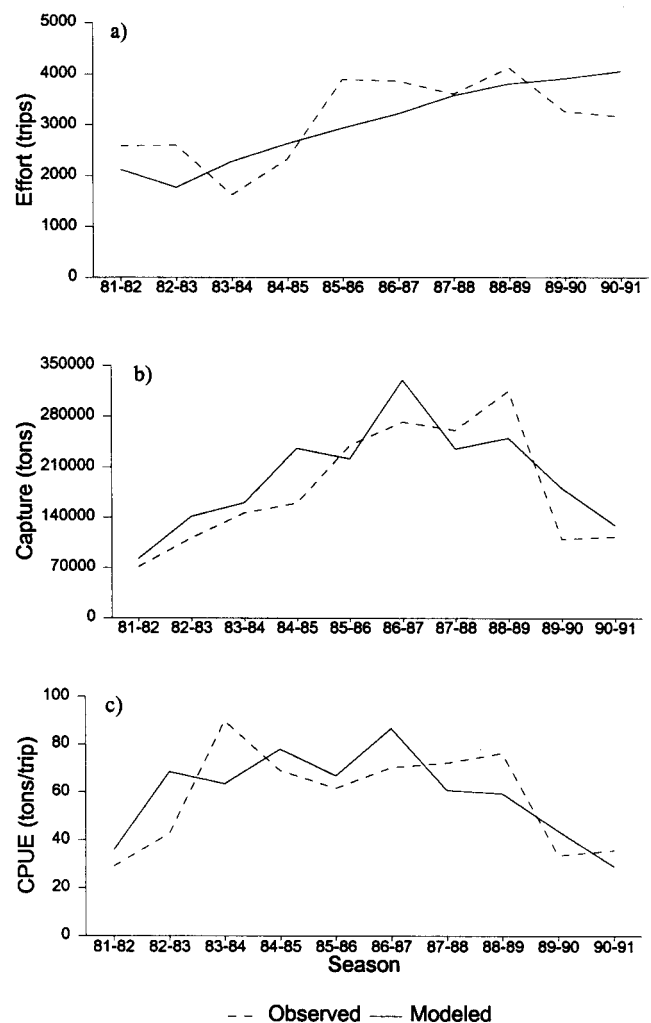 a)
Effort (trips)
5000
4000
3000
2000
1000
0
81-82 82-83 83-84 84-85 85-86 86-87 87-88 88-89 89-90 90-91
b)
Capture (tons)
350000
280000
210000
140000
70000
0
81-82 82-83 83-84 84-85 85-86 86-87 87-88 88-89 89-90 90-91
c)
CPUE (tons/trip)
100
80
60
40
20
0
81-82 82-83 83-84 84-85 85-86 86-87 87-88 88-89 89-90 90-91
Season
Observed Modeled